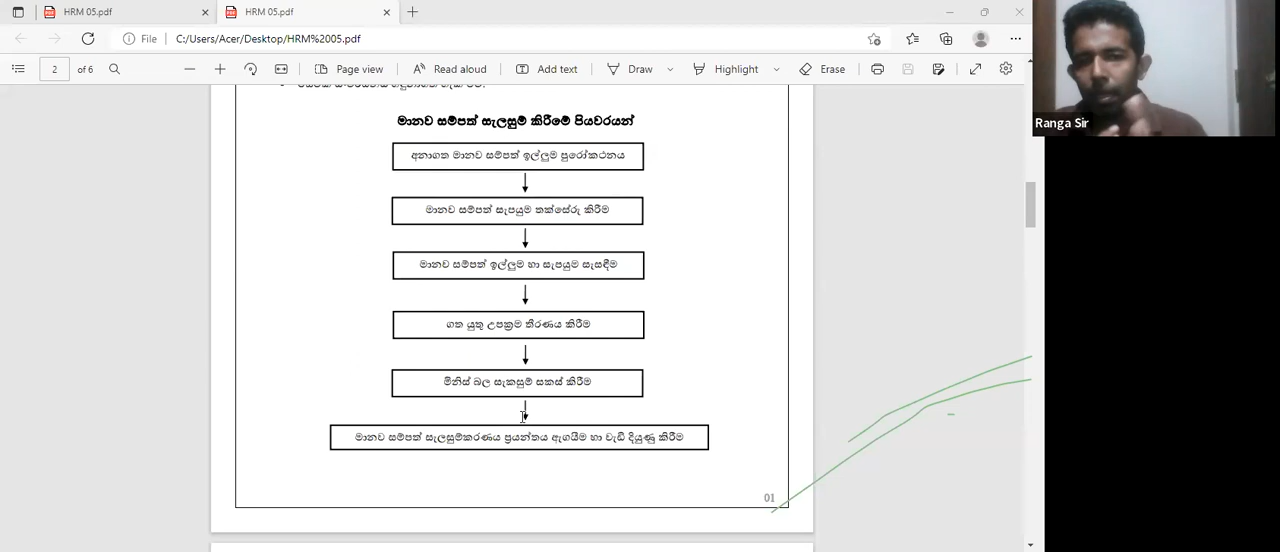 HRM 05.pdf
HRM 05.pdf
File C:/Users/Acer/Desktop/HRM%2005.pdf
2 of 6 Page view Read aloud Add text Draw Highlight Erase
Ranga Sir
මානව සම්පත් සැලසුම් කිරීමේ පියවරයන්
අනාගත මානව සම්පත් ඉල්ලුම පුරෝකථනය
මානව සම්පත් සැපයුම තක්සේරු කිරීම
මානව සම්පත් ඉල්ලුම හා සැපයුම සැසඳීම
ගත යුතු උපක්‍රම තීරණය කිරීම
මිනිස් බල සැකසුම් සකස් කිරීම
මානව සම්පත් සැලසුම්කරණය ප්‍රයන්තය ඇගයීම හා වැඩි දියුණු කිරීම
01